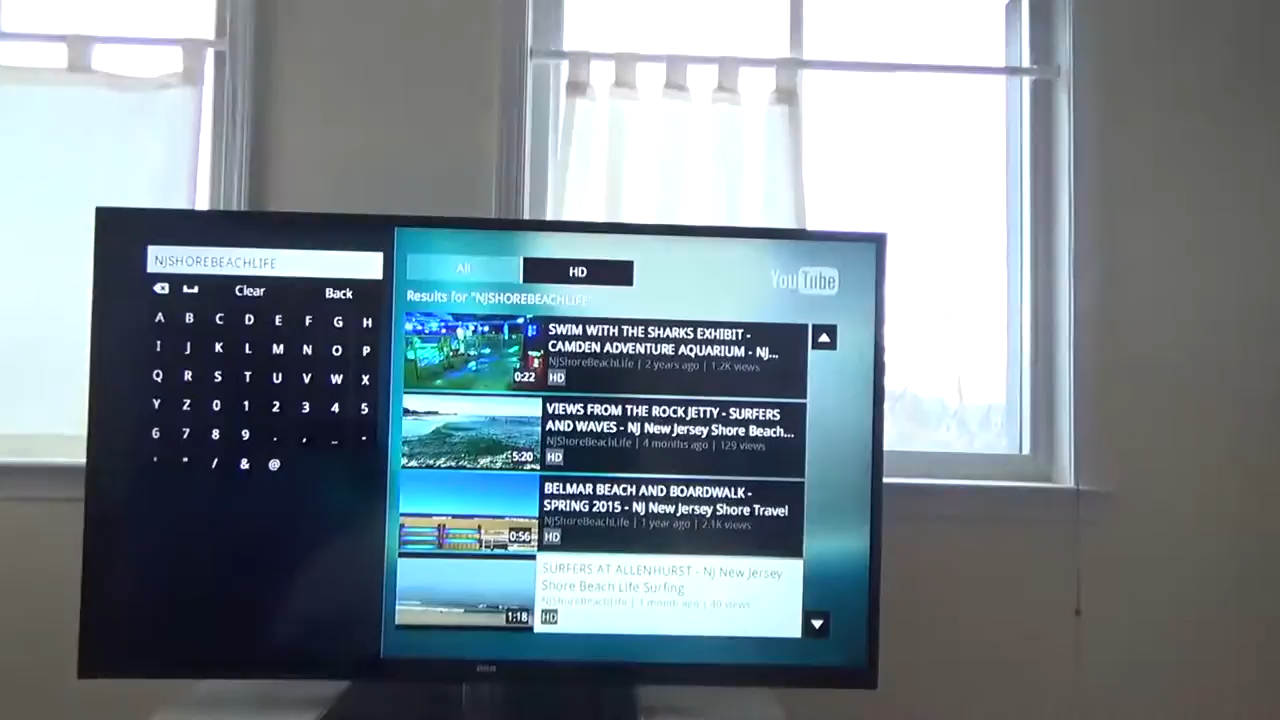 NJSHOREBEACHLIFE
Clear Back
A B C D E F G H
I J K L M N O P
Q R S T U V W X
Y Z 0 1 2 3 4 5
6 7 8 9 . , _ -
' " / & @
All HD
YouTube
Results for "NJSHOREBEACHLIFE"
SWIM WITH THE SHARKS EXHIBIT -
CAMDEN ADVENTURE AQUARIUM - NJ...
NJShoreBeachLife | 2 years ago | 1.2K views
HD
0:22
VIEWS FROM THE ROCK JETTY - SURFERS
AND WAVES - NJ New Jersey Shore Beach...
NJShoreBeachLife | 4 months ago | 129 views
HD
5:20
BELMAR BEACH AND BOARDWALK -
SPRING 2015 - NJ New Jersey Shore Travel
NJShoreBeachLife | 1 year ago | 2.1K views
HD
0:56
SURFERS AT ALLENHURST - NJ New Jersey
Shore Beach Life Surfing
NJShoreBeachLife | 1 month ago | 40 views
HD
1:18
RCA